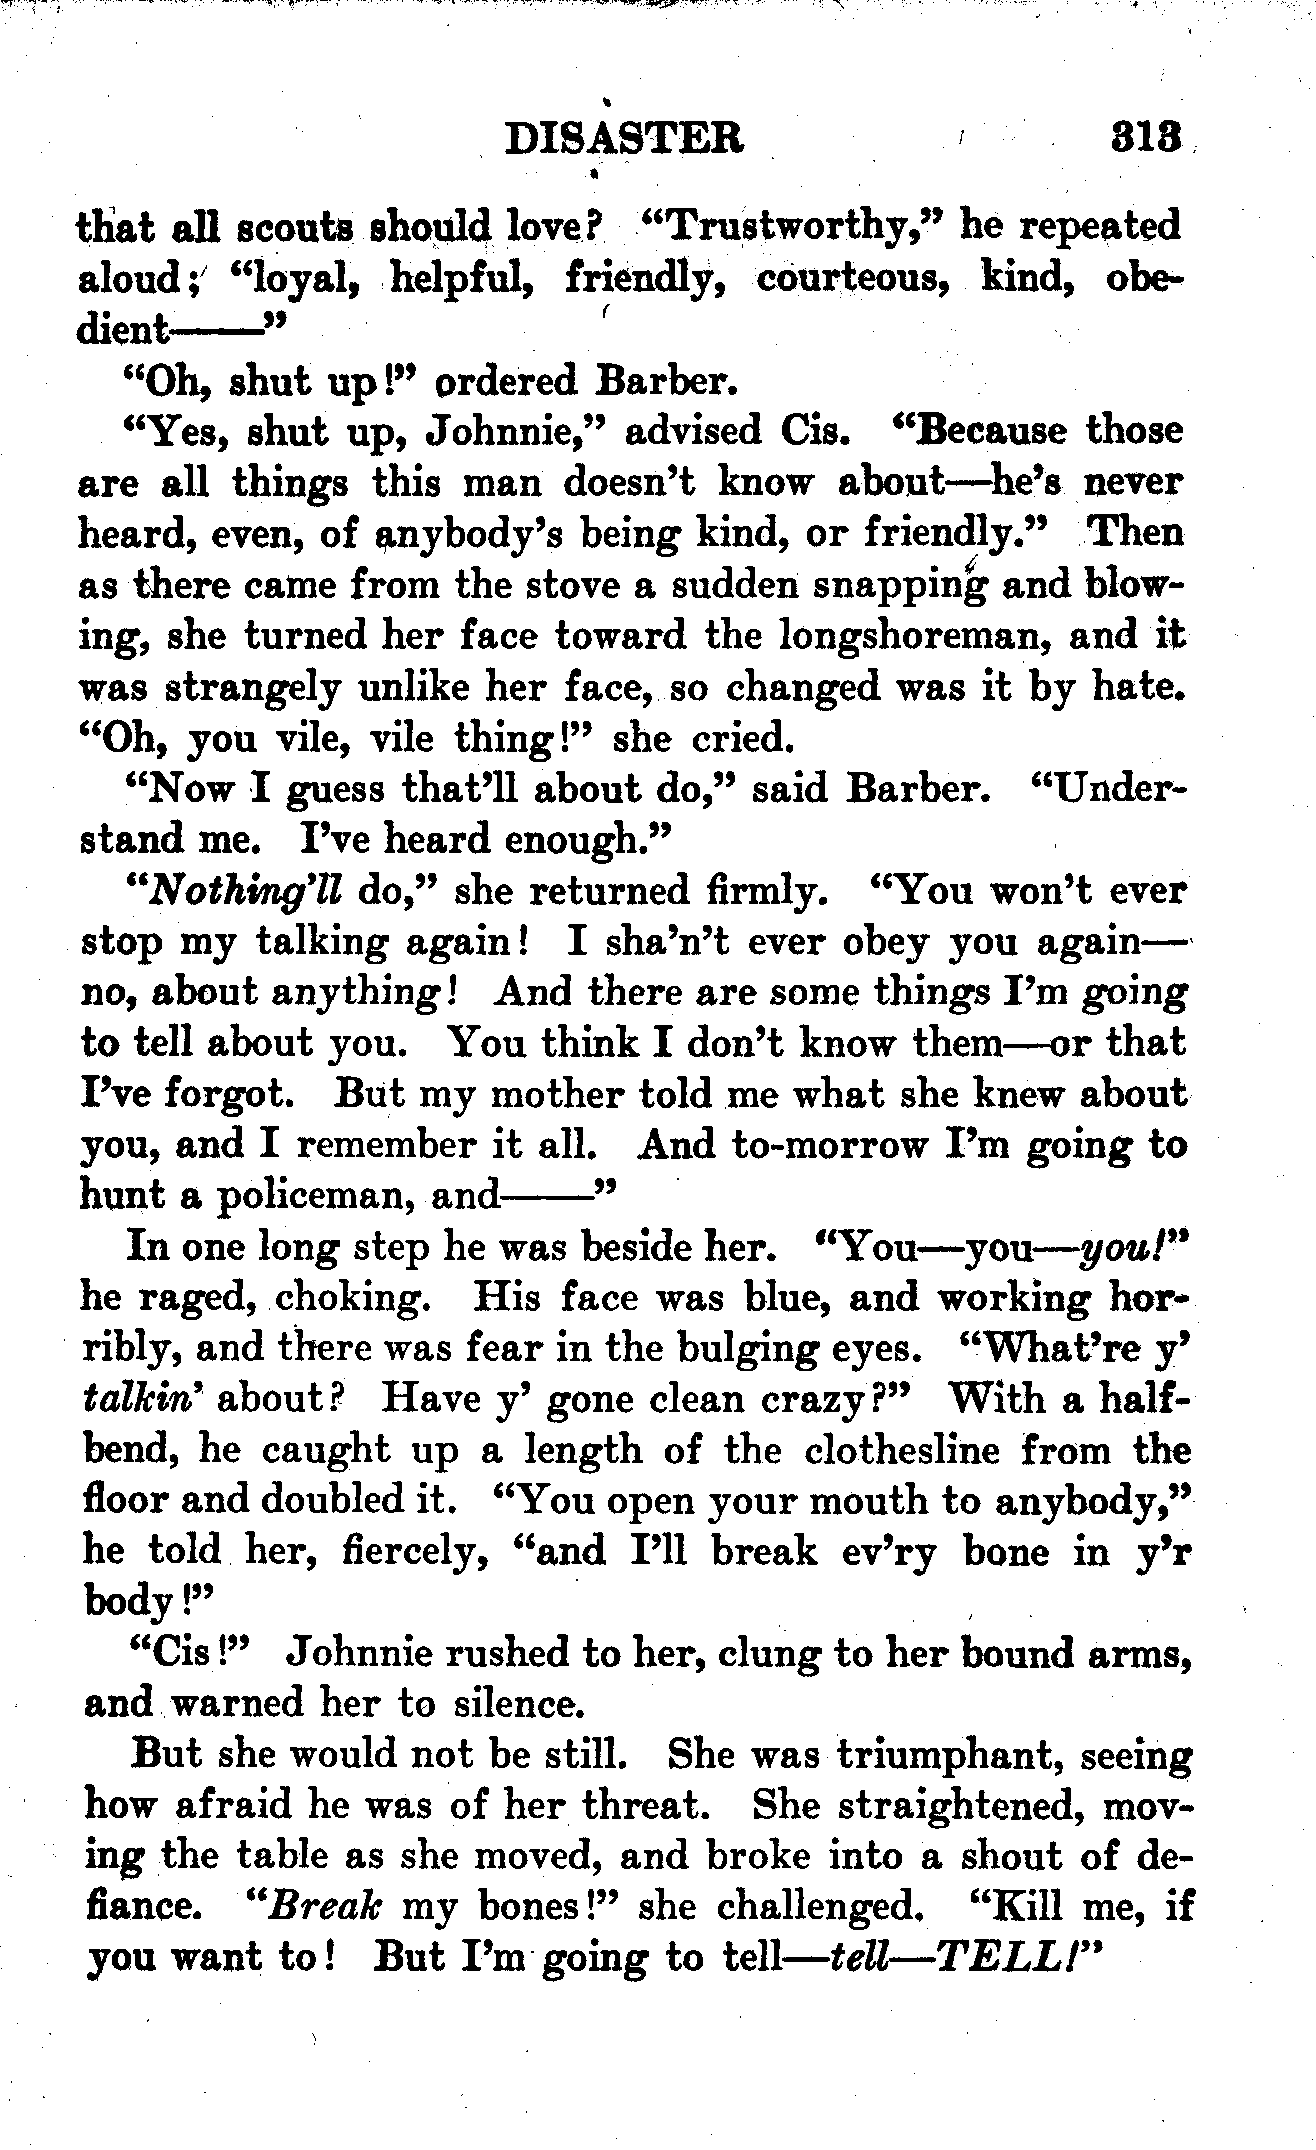 DISASTER 313
that all scouts should love? “Trustworthy,” he repeated
aloud; “loyal, helpful, friendly, courteous, kind, obe-
dient——”
“Oh, shut up!” ordered Barber.
“Yes, shut up, Johnnie,” advised Cis. “Because those
are all things this man doesn’t know about—he’s never
heard, even, of anybody’s being kind, or friendly.” Then
as there came from the stove a sudden snapping and blow-
ing, she turned her face toward the longshoreman, and it
was strangely unlike her face, so changed was it by hate.
“Oh, you vile, vile thing!” she cried.
“Now I guess that’ll about do,” said Barber. “Under-
stand me. I’ve heard enough.”
“Nothing’ll do,” she returned firmly. “You won’t ever
stop my talking again! I sha’n’t ever obey you again—
no, about anything! And there are some things I’m going
to tell about you. You think I don’t know them—or that
I’ve forgot. But my mother told me what she knew about
you, and I remember it all. And to-morrow I’m going to
hunt a policeman, and——”
In one long step he was beside her. “You—you—you!”
he raged, choking. His face was blue, and working hor-
ribly, and there was fear in the bulging eyes. “What’re y’
talkin’ about? Have y’ gone clean crazy?” With a half-
bend, he caught up a length of the clothesline from the
floor and doubled it. “You open your mouth to anybody,”
he told her, fiercely, “and I’ll break ev’ry bone in y’r
body!”
“Cis!” Johnnie rushed to her, clung to her bound arms,
and warned her to silence.
But she would not be still. She was triumphant, seeing
how afraid he was of her threat. She straightened, mov-
ing the table as she moved, and broke into a shout of de-
fiance. “Break my bones!” she challenged. “Kill me, if
you want to! But I’m going to tell—tell—TELL!”